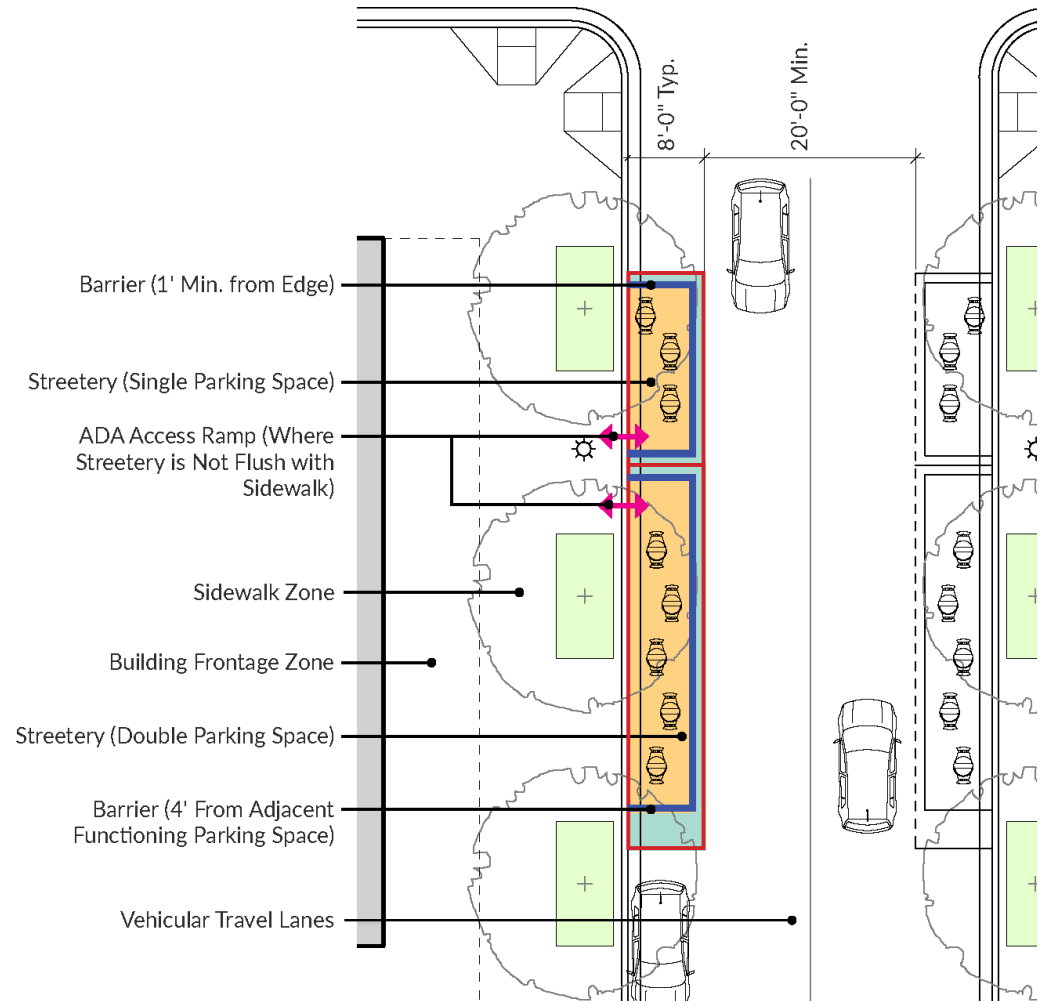 8'-0" Typ.
20'-0" Min.
Barrier (1' Min. from Edge)
Streetery (Single Parking Space)
ADA Access Ramp (Where
Streetery is Not Flush with
Sidewalk)
Sidewalk Zone
Building Frontage Zone
Streetery (Double Parking Space)
Barrier (4' From Adjacent
Functioning Parking Space)
Vehicular Travel Lanes